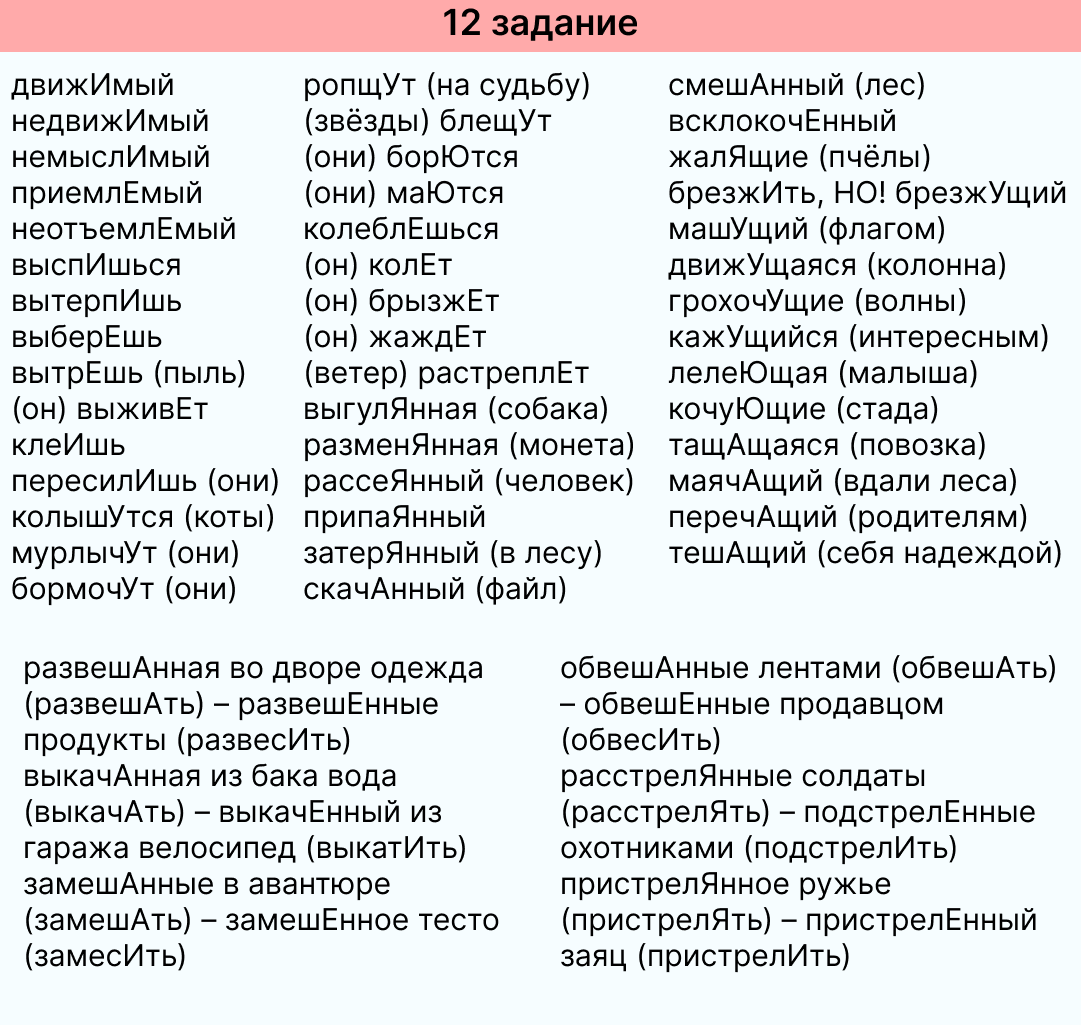 12 задание
движИмый
недвижИмый
немыслИмый
приемлЕмый
неотъемлЕмый
выспИшься
вытерпИшь
выберЕшь
вытрЕшь (пыль)
(он) выживЕт
клеИшь
пересилИшь (они)
колышУтся (коты)
мурлычУт (они)
бормочУт (они)
ропщУт (на судьбу)
(звёзды) блещУт
(они) борЮтся
(они) маЮтся
колеблЕшься
(он) колЕт
(он) брызжЕт
(он) жаждЕт
(ветер) растреплЕт
выгулЯнная (собака)
разменЯнная (монета)
рассеЯнный (человек)
припаЯнный
затерЯнный (в лесу)
скачАнный (файл)
смешАнный (лес)
всклокочЕнный
жалЯщие (пчёлы)
брезжИть, НО! брезжУщий
машУщий (флагом)
движУщаяся (колонна)
грохочУщие (волны)
кажУщийся (интересным)
лелеЮщая (малыша)
кочуЮщие (стада)
тащАщаяся (повозка)
маячАщий (вдали леса)
перечАщий (родителям)
тешАщий (себя надеждой)
развешАнная во дворе одежда
(развешАть) – развешЕнные
продукты (развесИть)
выкачАнная из бака вода
(выкачАть) – выкачЕнный из
гаража велосипед (выкатИть)
замешАнные в авантюре
(замешАть) – замешЕнное тесто
(замесИть)
обвешАнные лентами (обвешАть)
– обвешЕнные продавцом
(обвесИть)
расстрелЯнные солдаты
(расстрелЯть) – подстрелЕнные
охотниками (подстрелИть)
пристрелЯнное ружье
(пристрелЯть) – пристрелЕнный
заяц (пристрелИть)